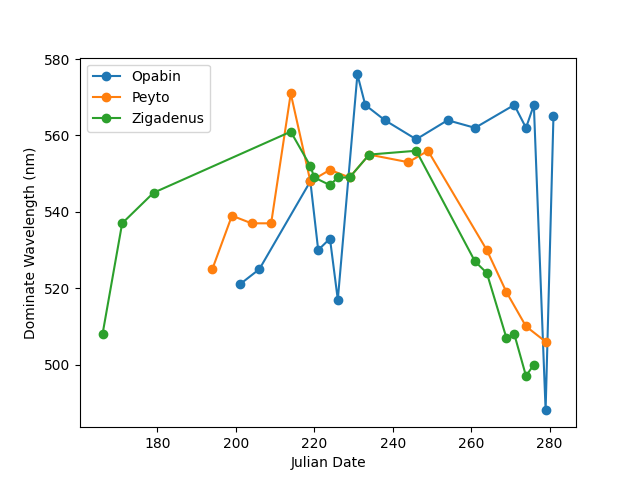 Opabin
Peyto
Zigadenus
580
560
540
520
500
Dominate Wavelength (nm)
180 200 220 240 260 280
Julian Date